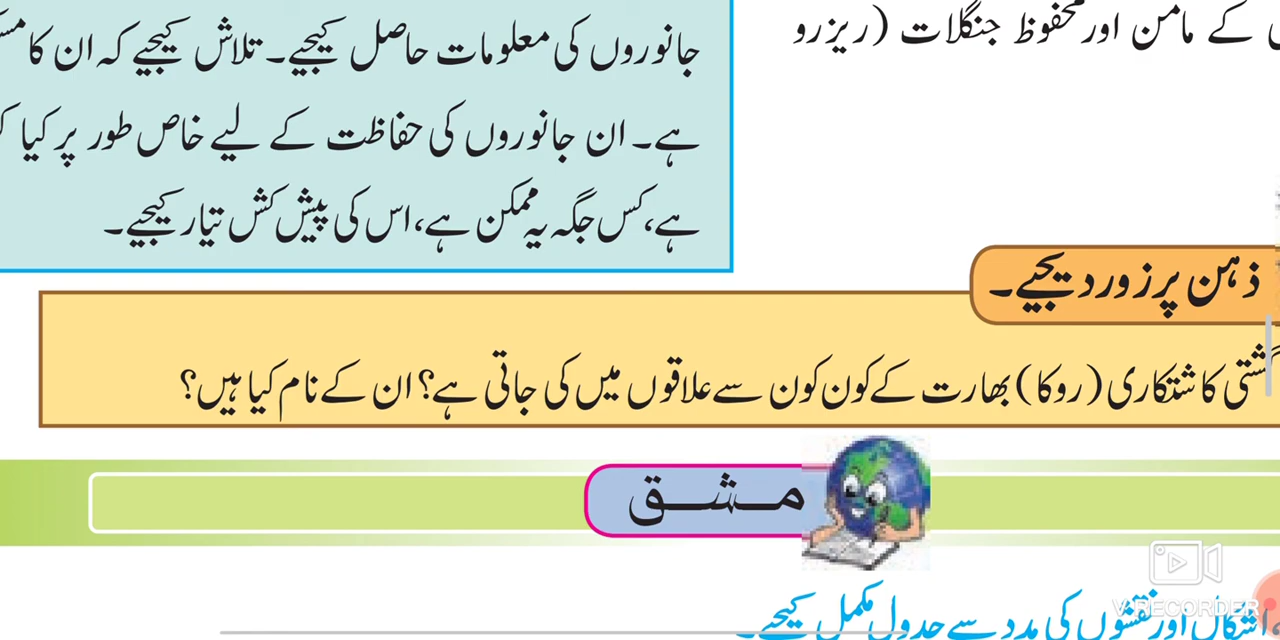 کے مامن اور محفوظ جنگلات (ریزرو
جانوروں کی معلومات حاصل کیجیے۔ تلاش کیجیے کہ ان کا
ہے۔ ان جانوروں کی حفاظت کے لیے خاص طور پر کیا
ہے، کس جگہ یہ ممکن ہے، اس کی پیش کش تیار کیجیے۔
ذہن پر زور دیجیے۔
گشتی کاشتکاری (روکا) بھارت کے کون کون سے علاقوں میں کی جاتی ہے؟ ان کے نام کیا ہیں؟
مشق
اشکال اور نقشوں کی مدد سے جدول مکمل کیجیے۔
V RECORDER